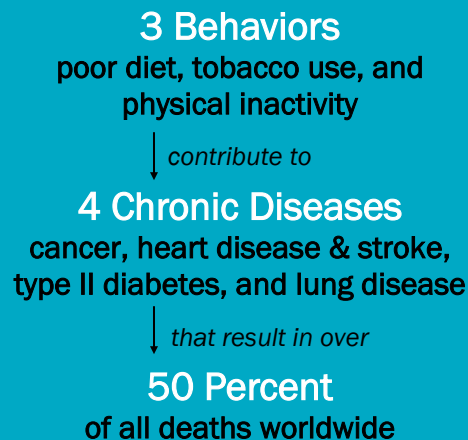 3 Behaviors
poor diet, tobacco use, and
physical inactivity
contribute to
4 Chronic Diseases
cancer, heart disease & stroke,
type II diabetes, and lung disease
that result in over
50 Percent
of all deaths worldwide